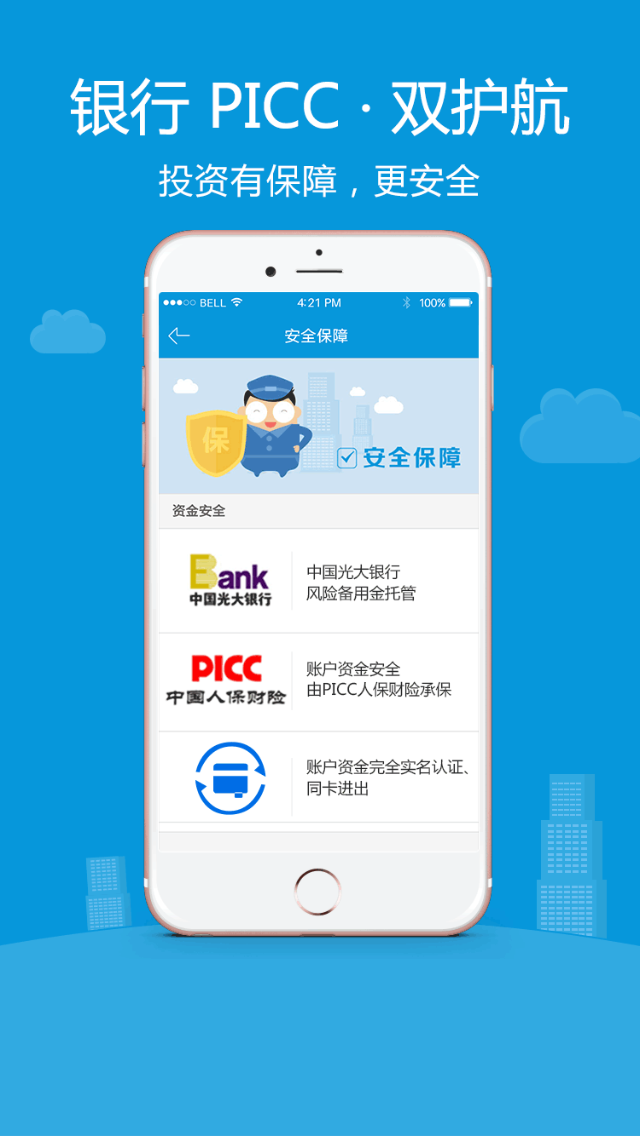 银行 PICC · 双护航
投资有保障，更安全
BELL 4:21 PM 100%
安全保障
保
安全保障
资金安全
Bank
中国光大银行
中国光大银行
风险备用金托管
PICC
中国人保财险
账户资金安全
由PICC人保财险承保
账户资金完全实名认证、
同卡进出